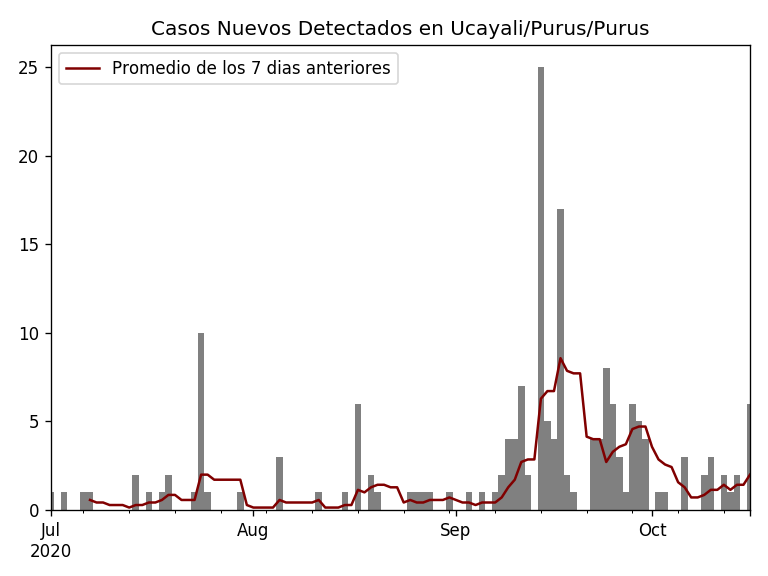 Casos Nuevos Detectados en Ucayali/Purus/Purus
Promedio de los 7 dias anteriores
25
20
15
10
5
0
Jul
2020
Aug
Sep
Oct